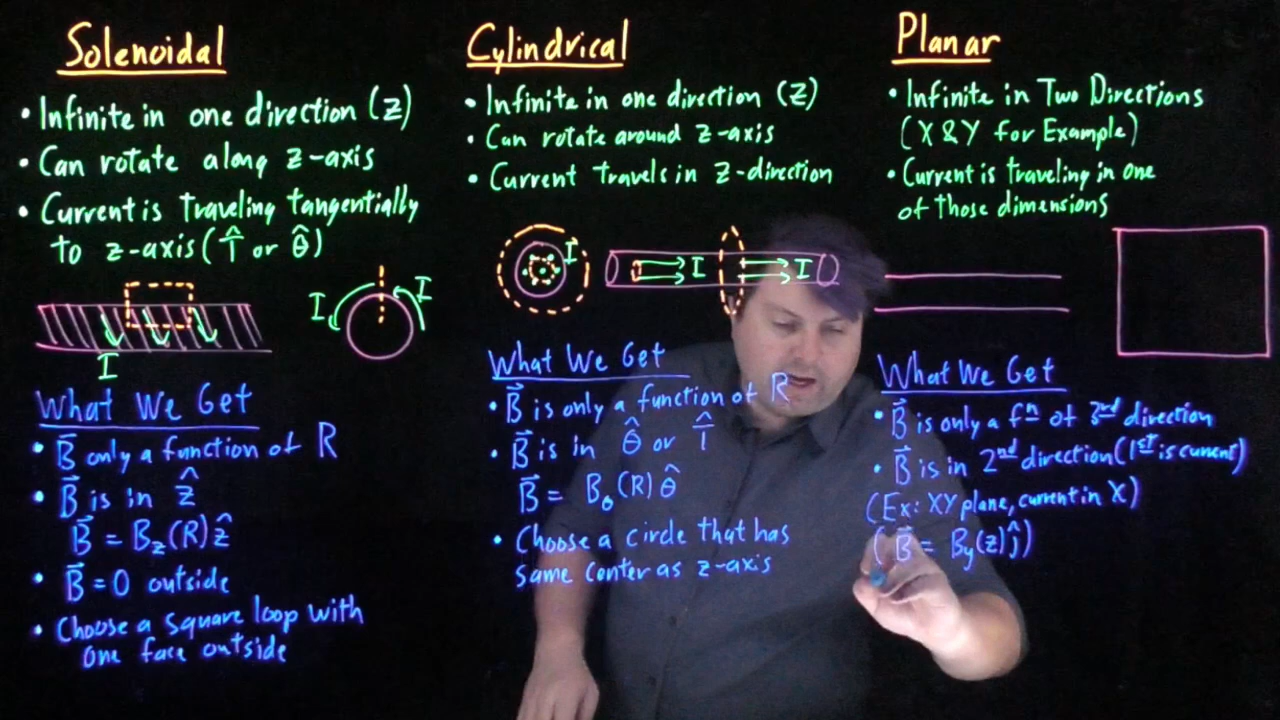 Solenoidal
• Infinite in one direction (z)
• Can rotate along z-axis
• Current is traveling tangentially
to z-axis (T̂ or θ̂)
I
I
I
What We Get
• B⃗ only a function of R
• B⃗ is in ẑ
B⃗ = B_z(R) ẑ
• B⃗ = 0 outside
• Choose a square loop with
one face outside
Cylindrical
• Infinite in one direction (z)
• Can rotate around z-axis
• Current travels in z-direction
I
I
I
What We Get
• B⃗ is only a function of R
• B⃗ is in θ̂ or T̂
B⃗ = B_θ(R) θ̂
• Choose a circle that has
same center as z-axis
Planar
• Infinite in Two Directions
(X & Y for Example)
• Current is traveling in one
of those dimensions
What We Get
• B⃗ is only a fⁿ of 3rd direction
• B⃗ is in 2nd direction (1st is current)
(Ex: XY plane, current in X)
(B⃗ = By(z) ĵ)